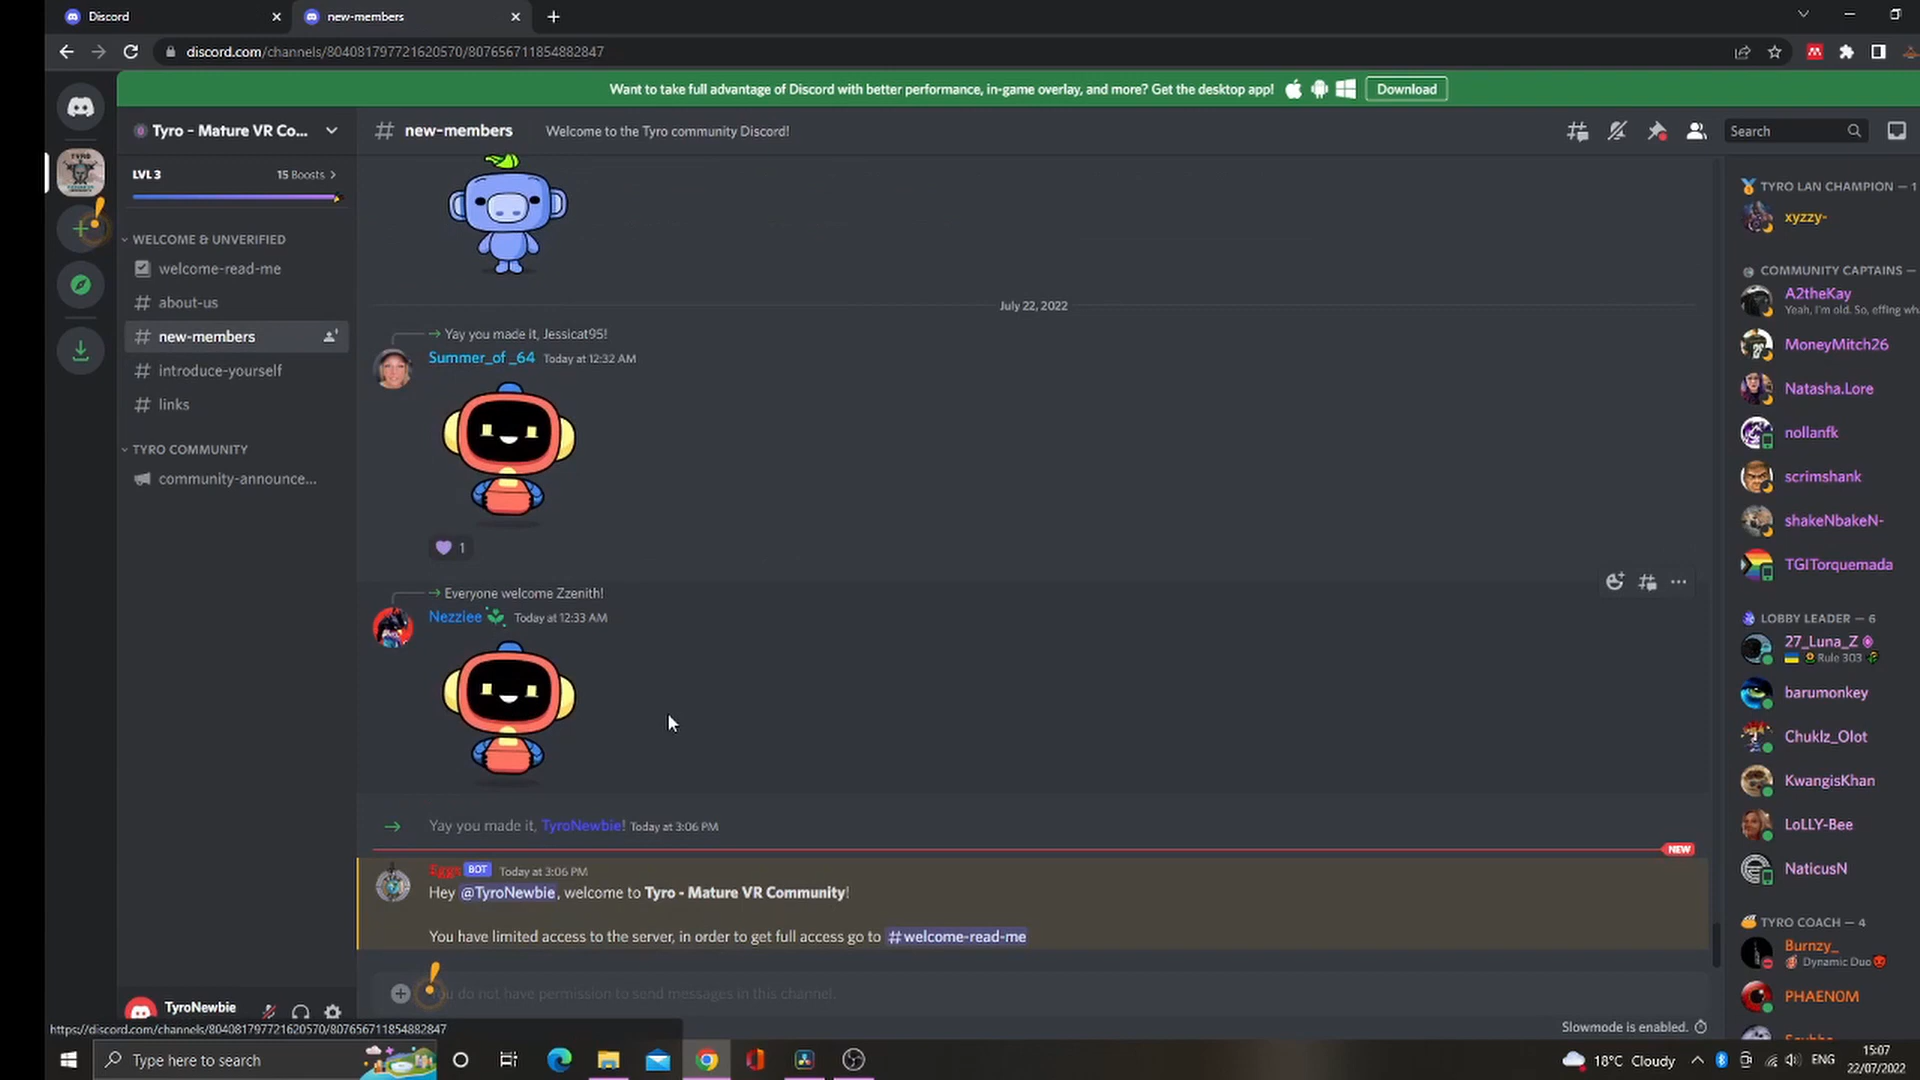 Discord
new-members
discord.com/channels/804081797721620570/807656711854882847
Want to take full advantage of Discord with better performance, in-game overlay, and more? Get the desktop app!
Download
Tyro - Mature VR Co...
new-members
Welcome to the Tyro community Discord!
Search
LVL 3
15 Boosts
WELCOME & UNVERIFIED
welcome-read-me
about-us
new-members
introduce-yourself
links
TYRO COMMUNITY
community-announce...
July 22, 2022
Yay you made it, Jessicat95!
Summer_of_64 Today at 12:32 AM
1
Everyone welcome Zzenith!
Nezziee Today at 12:33 AM
Yay you made it, TyroNewbie! Today at 3:06 PM
NEW
Eggs BOT Today at 3:06 PM
Hey @TyroNewbie, welcome to Tyro - Mature VR Community!
You have limited access to the server, in order to get full access go to #welcome-read-me
You do not have permission to send messages in this channel.
Slowmode is enabled.
TYRO LAN CHAMPION — 1
xyzzy-
COMMUNITY CAPTAINS —
A2theKay
Yeah, I'm old. So, effing wh
MoneyMitch26
Natasha.Lore
nollanfk
scrimshank
shakeNbakeN-
TGITorquemada
LOBBY LEADER — 6
27_Luna_Z
Rule 303
barumonkey
Chuklz_Olot
KwangisKhan
LoLLY-Bee
NaticusN
TYRO COACH — 4
Burnzy_
Dynamic Duo
PHAENOM
TyroNewbie
https://discord.com/channels/804081797721620570/807656711854882847
Type here to search
18°C Cloudy
ENG
15:07
22/07/2022